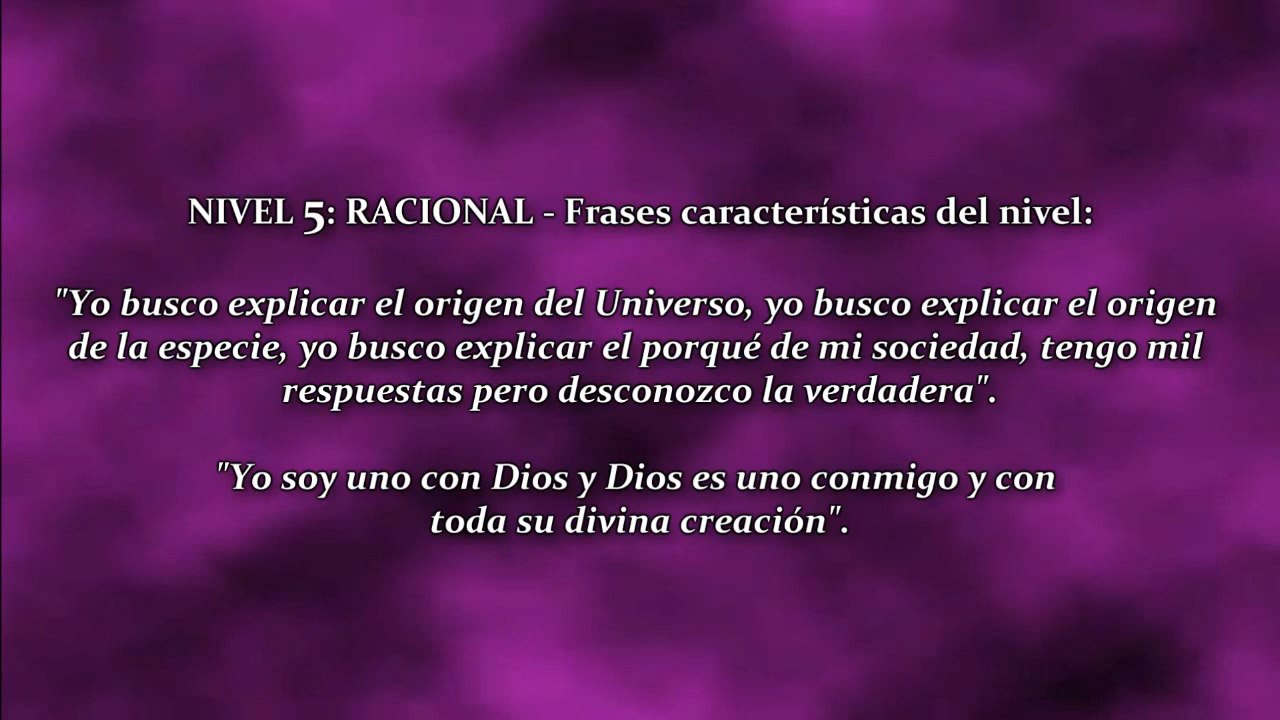 NIVEL 5: RACIONAL - Frases características del nivel:
"Yo busco explicar el origen del Universo, yo busco explicar el origen
de la especie, yo busco explicar el porqué de mi sociedad, tengo mil
respuestas pero desconozco la verdadera".
"Yo soy uno con Dios y Dios es uno conmigo y con
toda su divina creación".